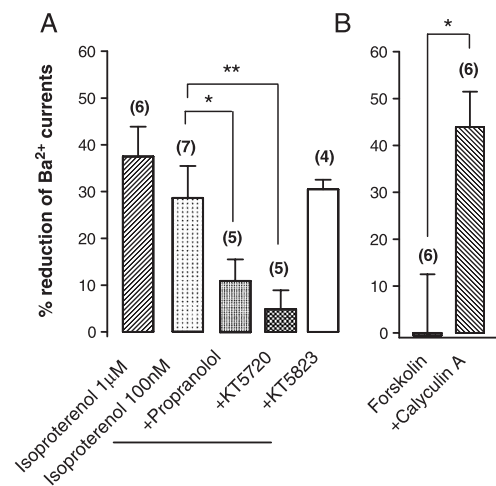 A
B
% reduction of Ba2+ currents
60
50
40
30
20
10
0
(6)
(7)
(5)
(5)
(4)
*
**
Isoproterenol 1μM
Isoproterenol 100nM
+Propranolol
+KT5720
+KT5823
60
50
40
30
20
10
0
*
(6)
(6)
Forskolin
+Calyculin A